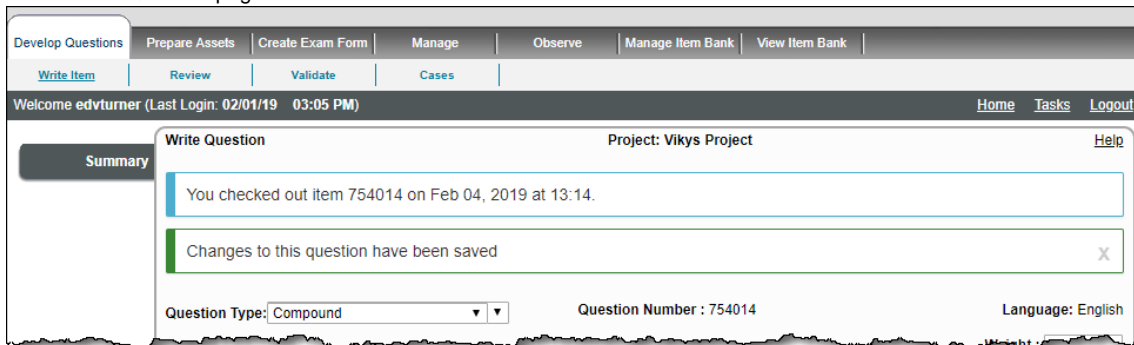 Develop Questions Prepare Assets Create Exam Form Manage Observe Manage Item Bank View Item Bank
Write Item Review Validate Cases
Welcome edvturner (Last Login: 02/01/19 03:05 PM) Home Tasks Logout
Write Question Project: Vikys Project Help
Summary
You checked out item 754014 on Feb 04, 2019 at 13:14.
Changes to this question have been saved X
Question Type: Compound Question Number : 754014 Language: English